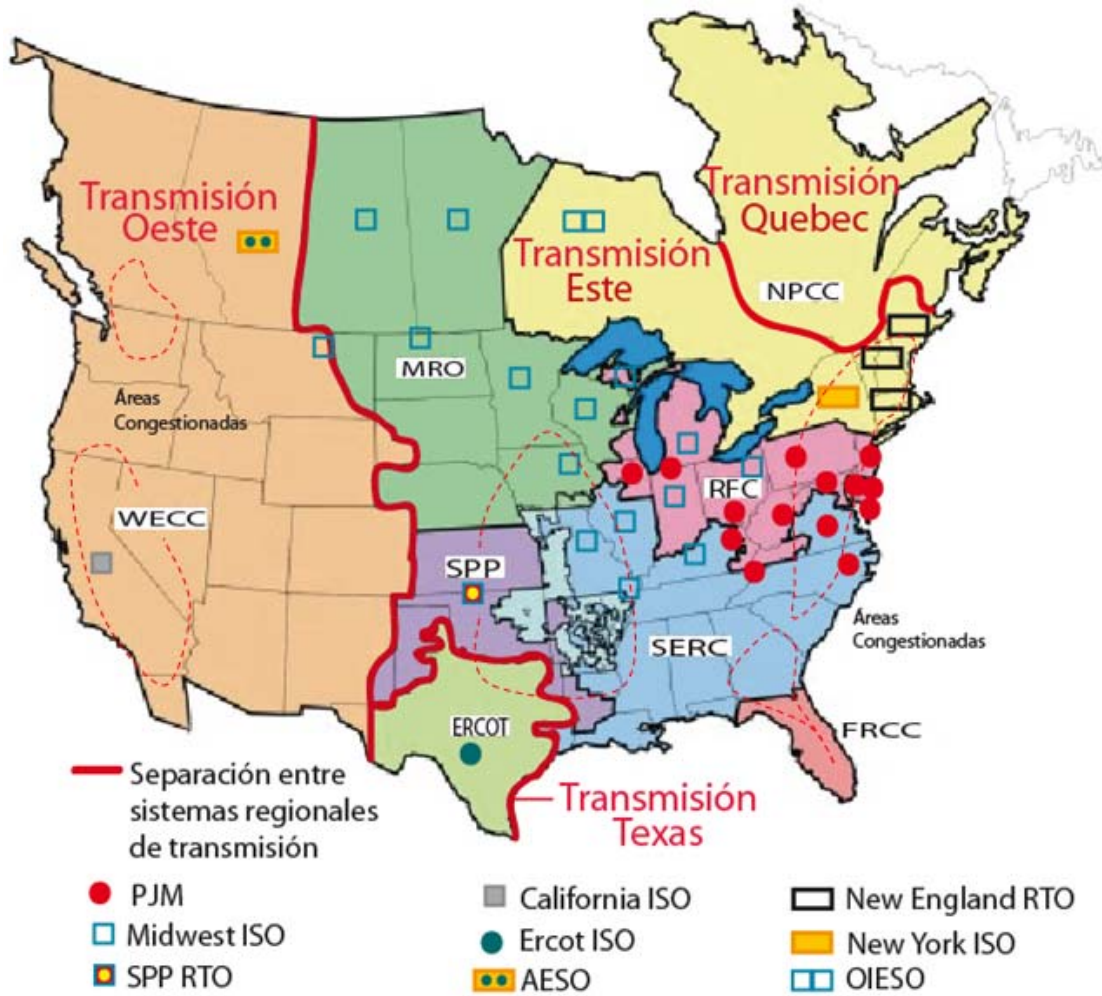 Transmisión
Oeste
Transmisión
Quebec
Transmisión
Este
NPCC
MRO
Áreas
Congestionadas
RFC
WECC
SPP
SERC
Áreas
Congestionadas
ERCOT
FRCC
Separación entre
sistemas regionales
de transmisión
Transmisión
Texas
PJM
California ISO
New England RTO
Midwest ISO
Ercot ISO
New York ISO
SPP RTO
AESO
OIESO